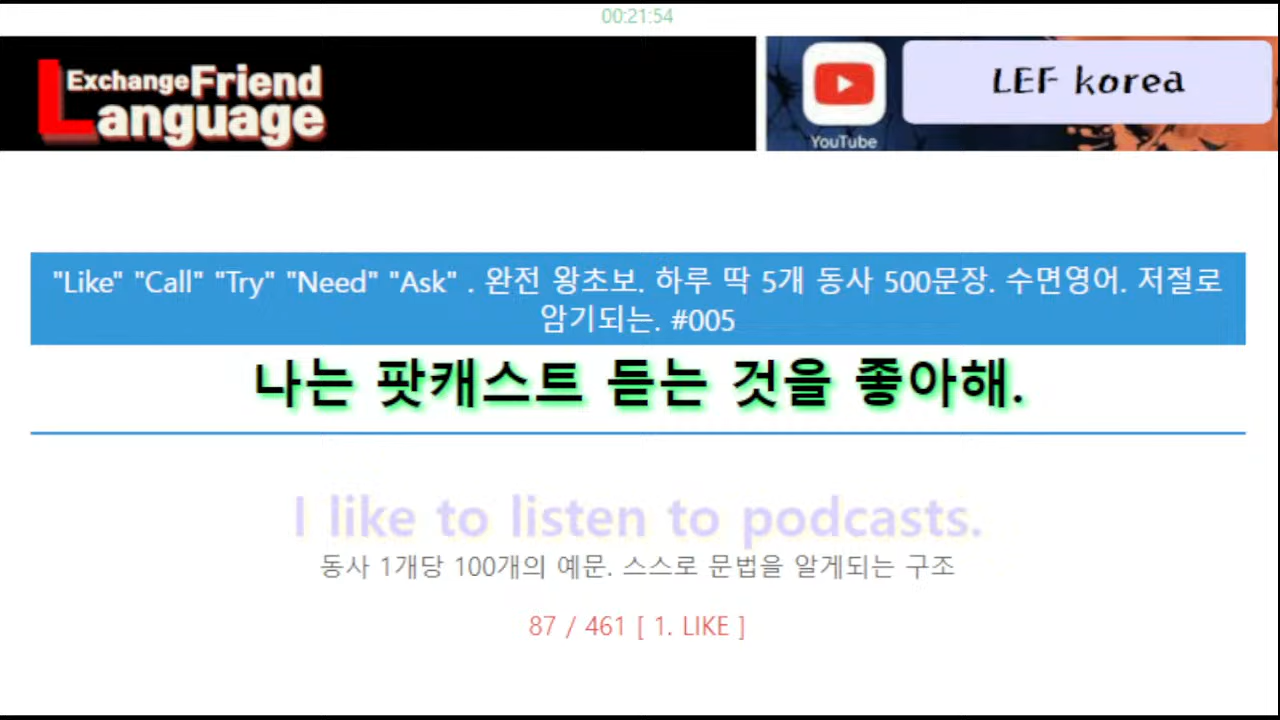 00:21:54
ExchangeFriend
Language
LEF korea
YouTube
"Like" "Call" "Try" "Need" "Ask" . 완전 왕초보. 하루 딱 5개 동사 500문장. 수면영어. 저절로
암기되는. #005
나는 팟캐스트 듣는 것을 좋아해.
I like to listen to podcasts.
동사 1개당 100개의 예문. 스스로 문법을 알게되는 구조
87 / 461 [ 1. LIKE ]